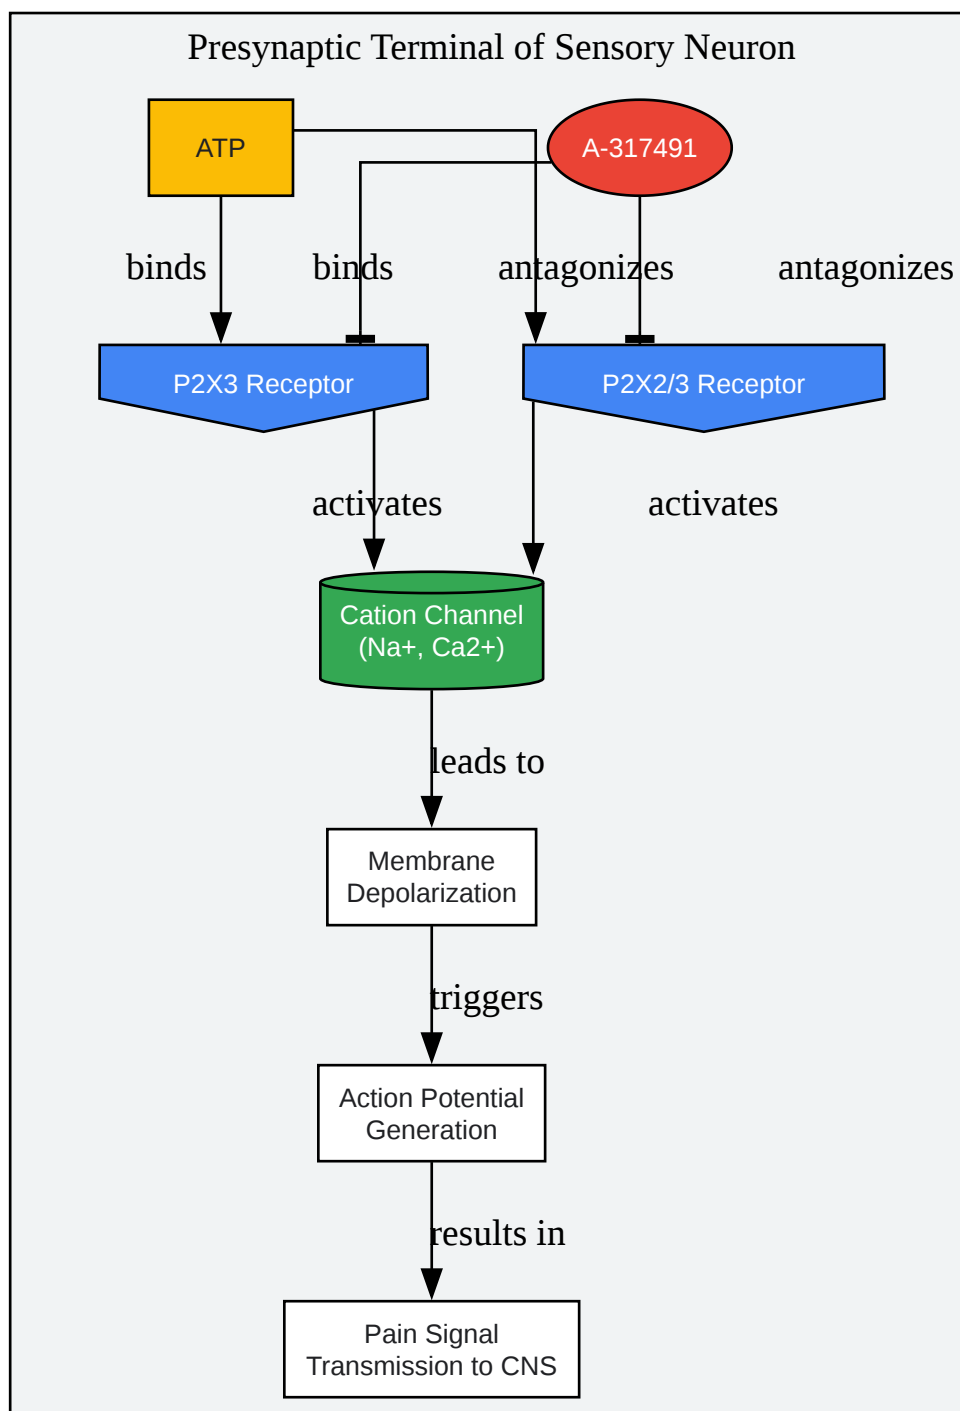 Presynaptic Terminal of Sensory Neuron
ATP
A-317491
binds
binds
antagonizes
antagonizes
P2X3 Receptor
P2X2/3 Receptor
activates
activates
Cation Channel
(Na+, Ca2+)
leads to
Membrane
Depolarization
triggers
Action Potential
Generation
results in
Pain Signal
Transmission to CNS